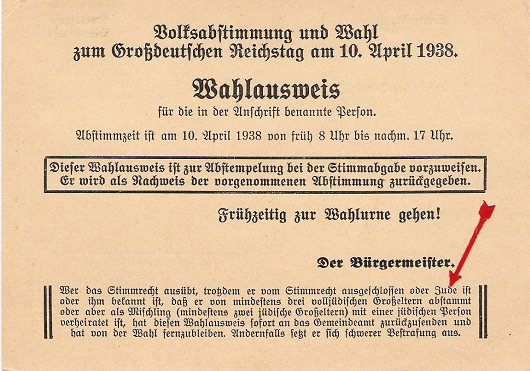 Volksabstimmung und Wahl
zum Großdeutschen Reichstag am 10. April 1938.
Wahlausweis
für die in der Anschrift benannte Person.
Abstimmzeit ist am 10. April 1938 von früh 8 Uhr bis nachm. 17 Uhr.
Dieser Wahlausweis ist zur Abstempelung bei der Stimmabgabe vorzuweisen.
Er wird als Nachweis der vorgenommenen Abstimmung zurückgegeben.
Frühzeitig zur Wahlurne gehen!
Der Bürgermeister.
Wer das Stimmrecht ausübt, trotzdem er vom Stimmrecht ausgeschlossen oder Jude ist
oder ihm bekannt ist, daß er von mindestens drei volljüdischen Großeltern abstammt
oder aber als Mischling (mindestens zwei jüdische Großeltern) mit einer jüdischen Person
verheiratet ist, hat diesen Wahlausweis sofort an das Gemeindeamt zurückzusenden und
hat von der Wahl fernzubleiben. Andernfalls setzt er sich schwerer Bestrafung aus.